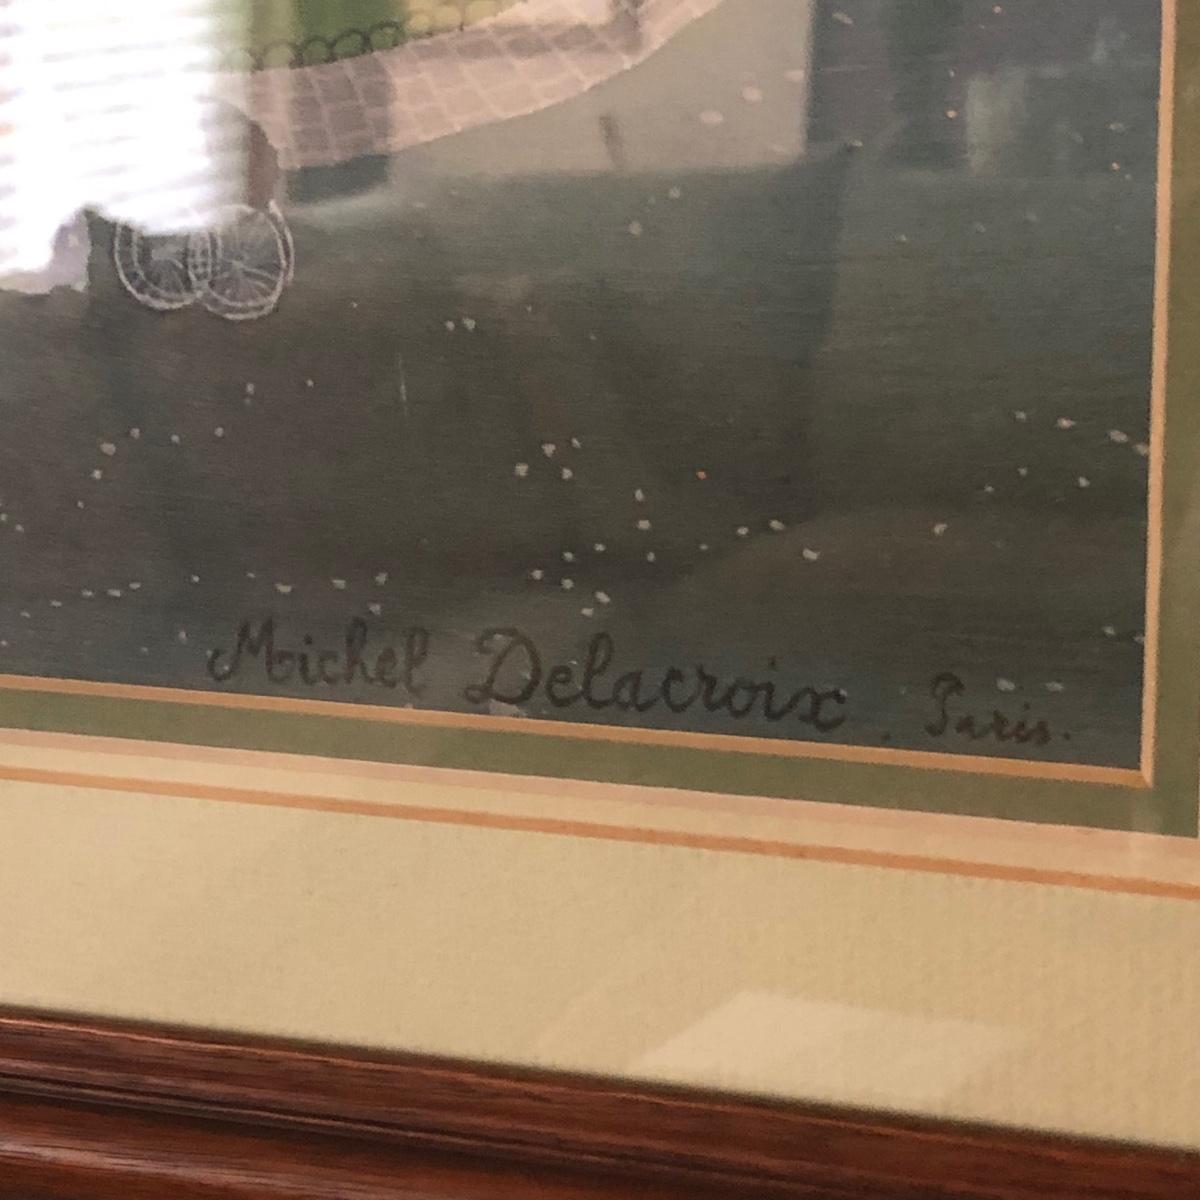 Michel Delacroix . Paris.